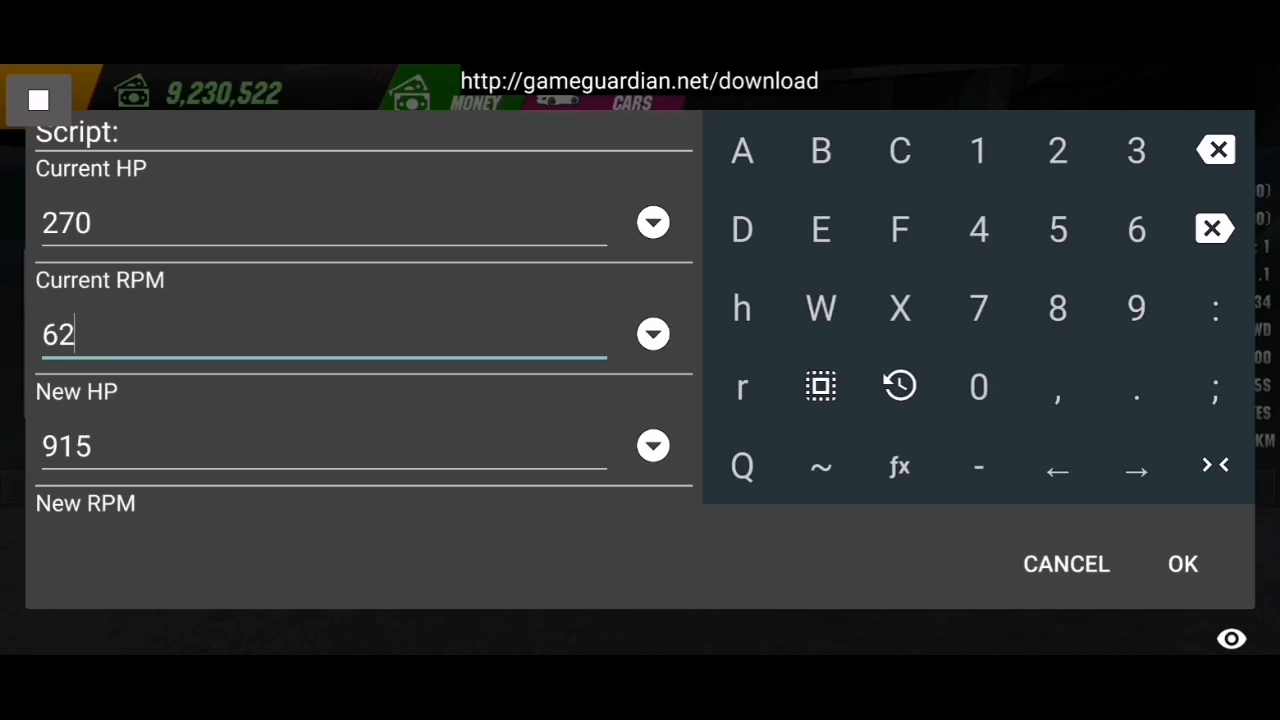 http://gameguardian.net/download
9,230,522
MONEY
CARS
Script:
Current HP
270
Current RPM
62
New HP
915
New RPM
A B C 1 2 3
D E F 4 5 6
h W X 7 8 9 :
r 0 , . ;
Q ~ ƒx - ← →
CANCEL OK